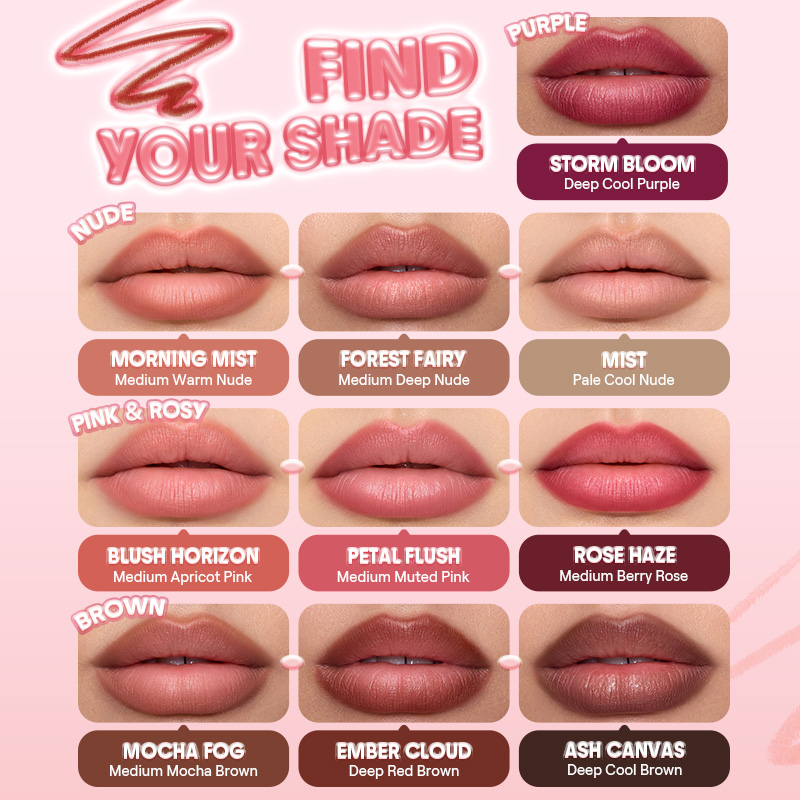 FIND
YOUR SHADE
PURPLE
STORM BLOOM
Deep Cool Purple
NUDE
MORNING MIST
Medium Warm Nude
FOREST FAIRY
Medium Deep Nude
MIST
Pale Cool Nude
PINK & ROSY
BLUSH HORIZON
Medium Apricot Pink
PETAL FLUSH
Medium Muted Pink
ROSE HAZE
Medium Berry Rose
BROWN
MOCHA FOG
Medium Mocha Brown
EMBER CLOUD
Deep Red Brown
ASH CANVAS
Deep Cool Brown